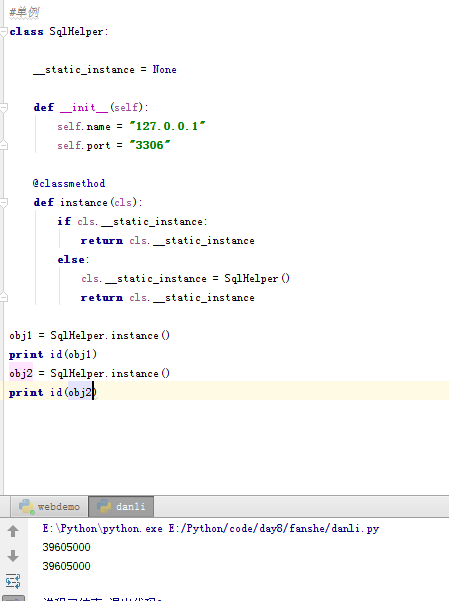 #单例
class SqlHelper:
__static_instance = None
def __init__(self):
self.name = "127.0.0.1"
self.port = "3306"
@classmethod
def instance(cls):
if cls.__static_instance:
return cls.__static_instance
else:
cls.__static_instance = SqlHelper()
return cls.__static_instance
obj1 = SqlHelper.instance()
print id(obj1)
obj2 = SqlHelper.instance()
print id(obj2)
webdemo danli
E:\Python\python.exe E:/Python/code/day8/fanshe/danli.py
39605000
39605000